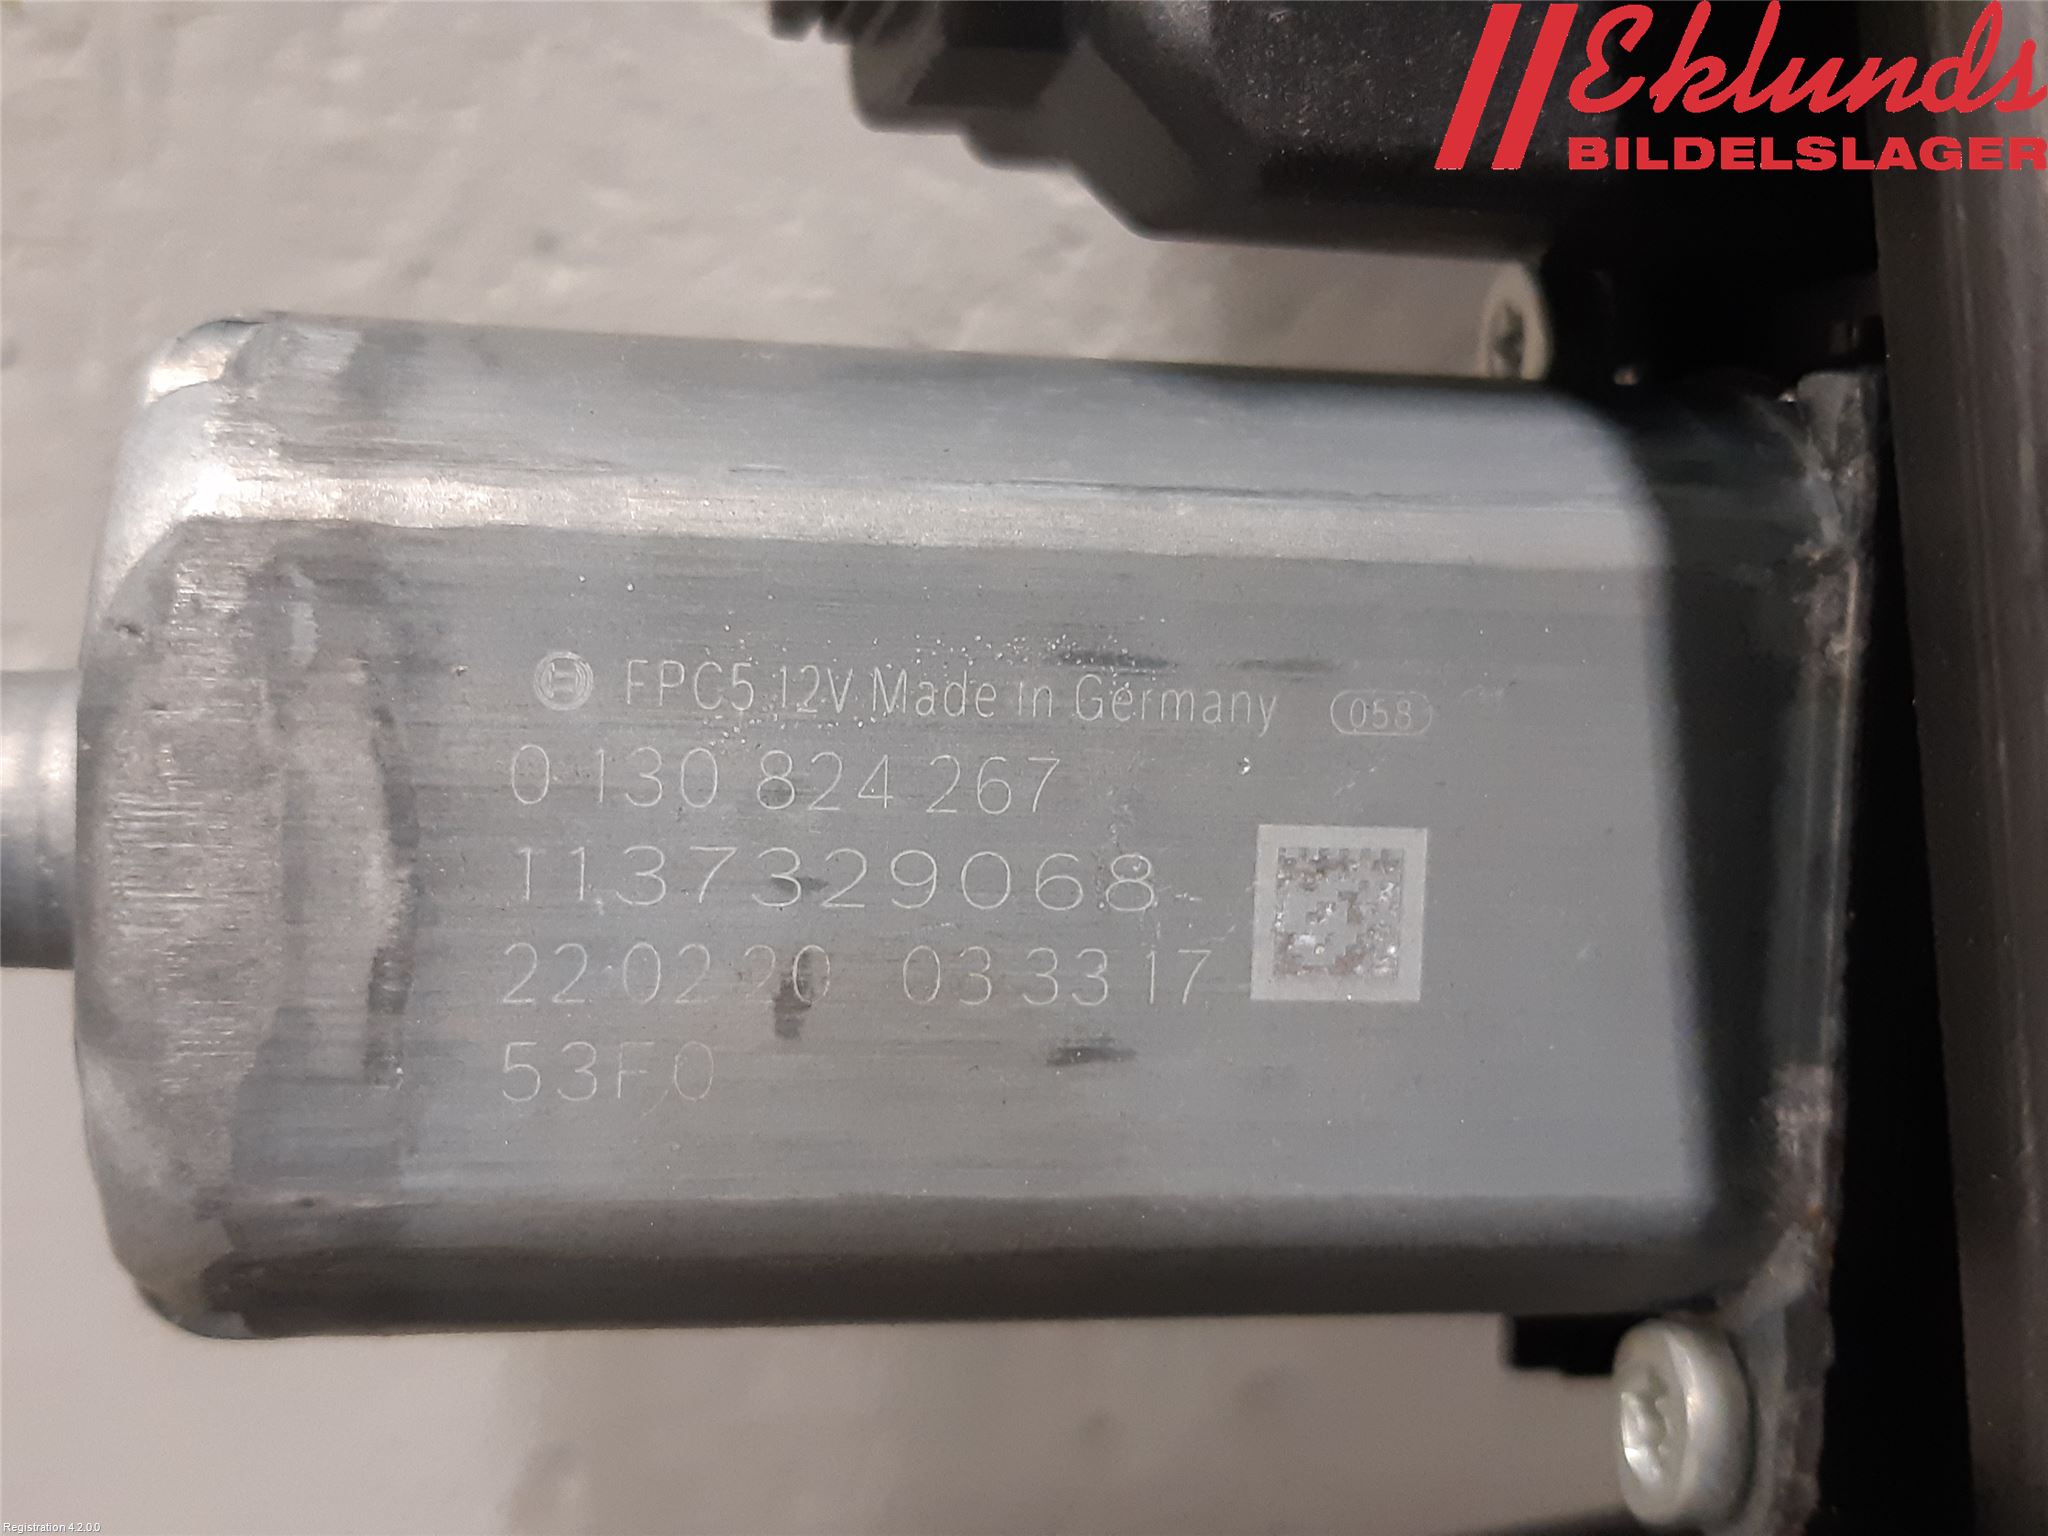 Eklunds
BILDELSLAGER
FPC5 12V Made in Germany 058
0 130 824 267
1137329068
22 02 20 03 33 17
53F0
Registration 4.2.0.0